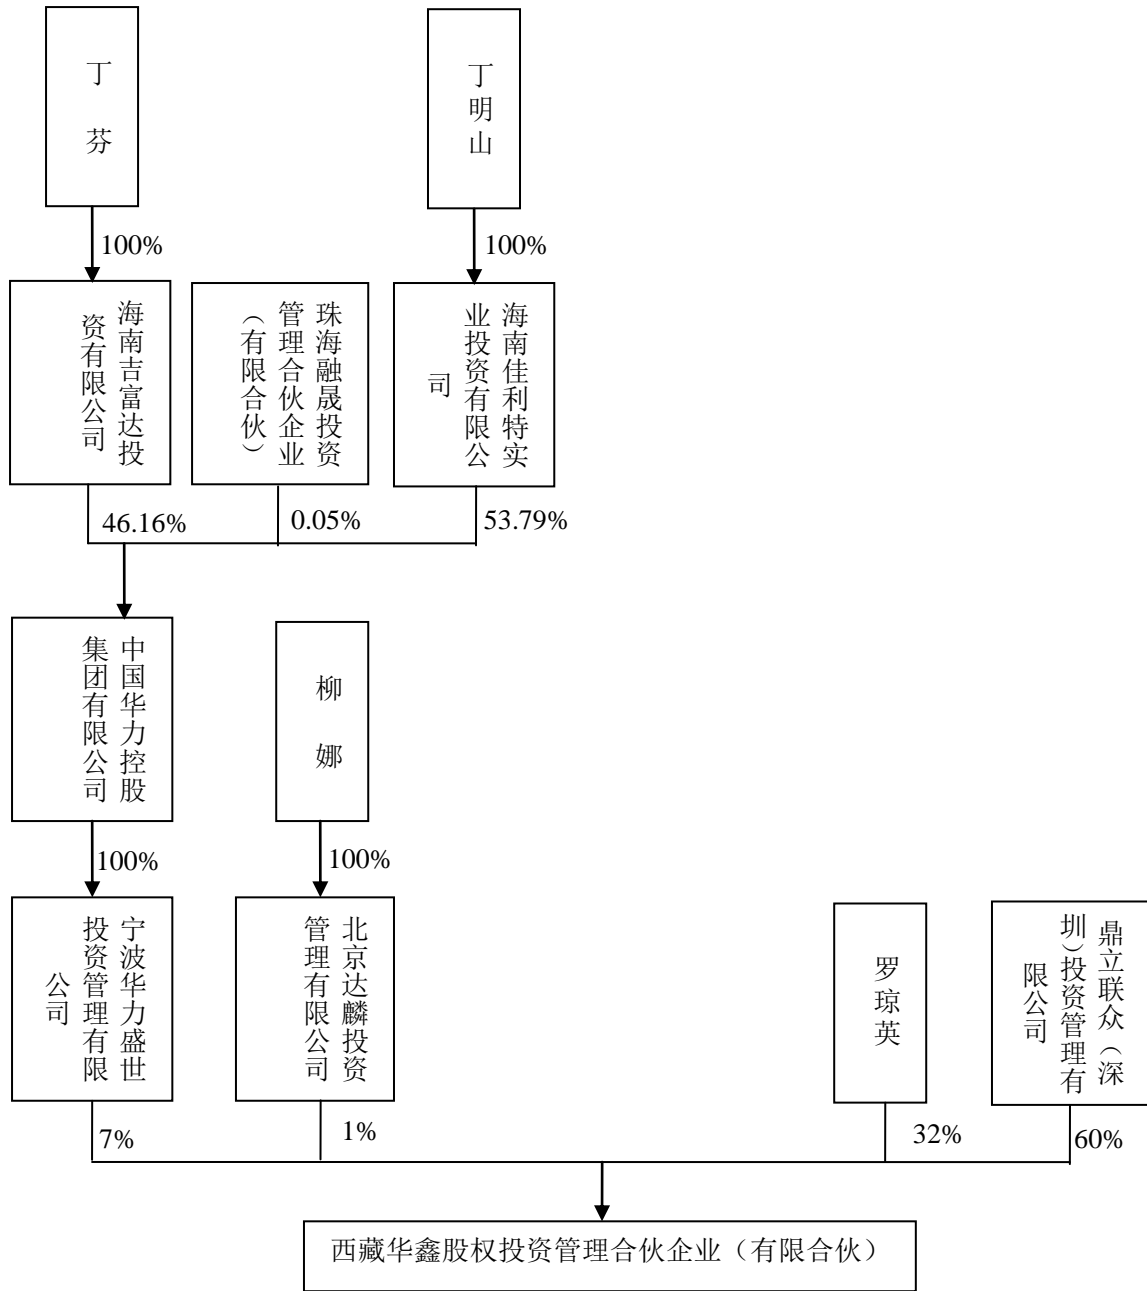 丁芬
丁明山
100%
100%
海南吉富达投
资有限公司
珠海融晟投资
管理合伙企业
（有限合伙）
海南佳利特实
业投资有限公
司
46.16%
0.05%
53.79%
中国华力控股
集团有限公司
柳娜
100%
100%
宁波华力盛世
投资管理有限
公司
北京达麟投资
管理有限公司
罗琼英
鼎立联众（深
圳）投资管理有
限公司
7%
1%
32%
60%
西藏华鑫股权投资管理合伙企业（有限合伙）